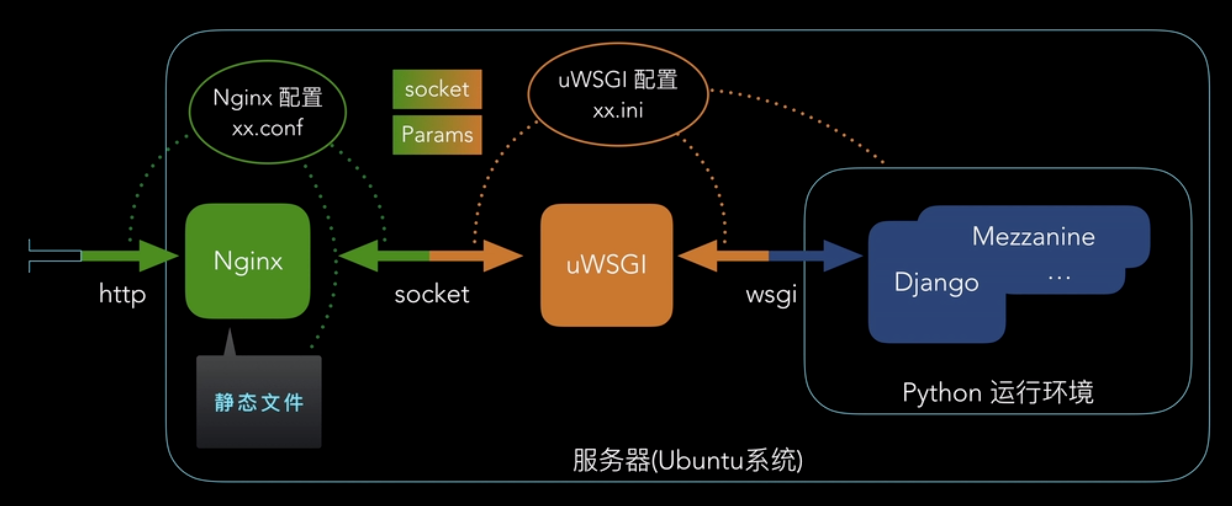 Nginx 配置
xx.conf
socket
Params
uWSGI 配置
xx.ini
http
Nginx
socket
uWSGI
wsgi
Mezzanine
...
Django
静态文件
Python 运行环境
服务器(Ubuntu系统)